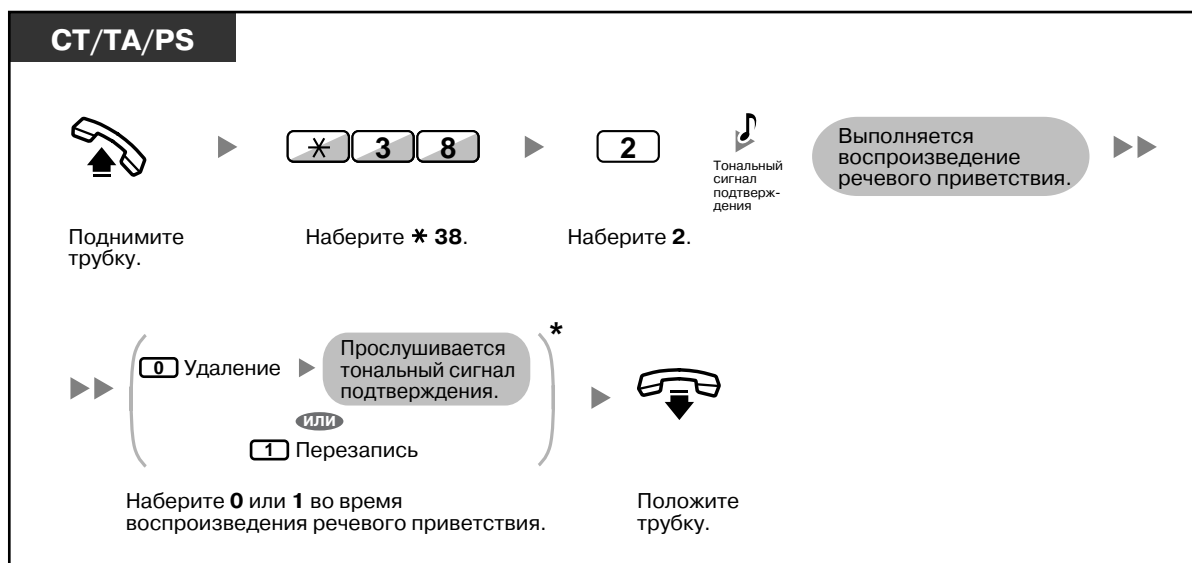 CT/TA/PS
* 3 8
2
Тональный
сигнал
подтверж-
дения
Выполняется
воспроизведение
речевого приветствия.
Поднимите
трубку.
Наберите * 38.
Наберите 2.
0 Удаление
Прослушивается
тональный сигнал
подтверждения.
*
или
1 Перезапись
Наберите 0 или 1 во время
воспроизведения речевого приветствия.
Положите
трубку.